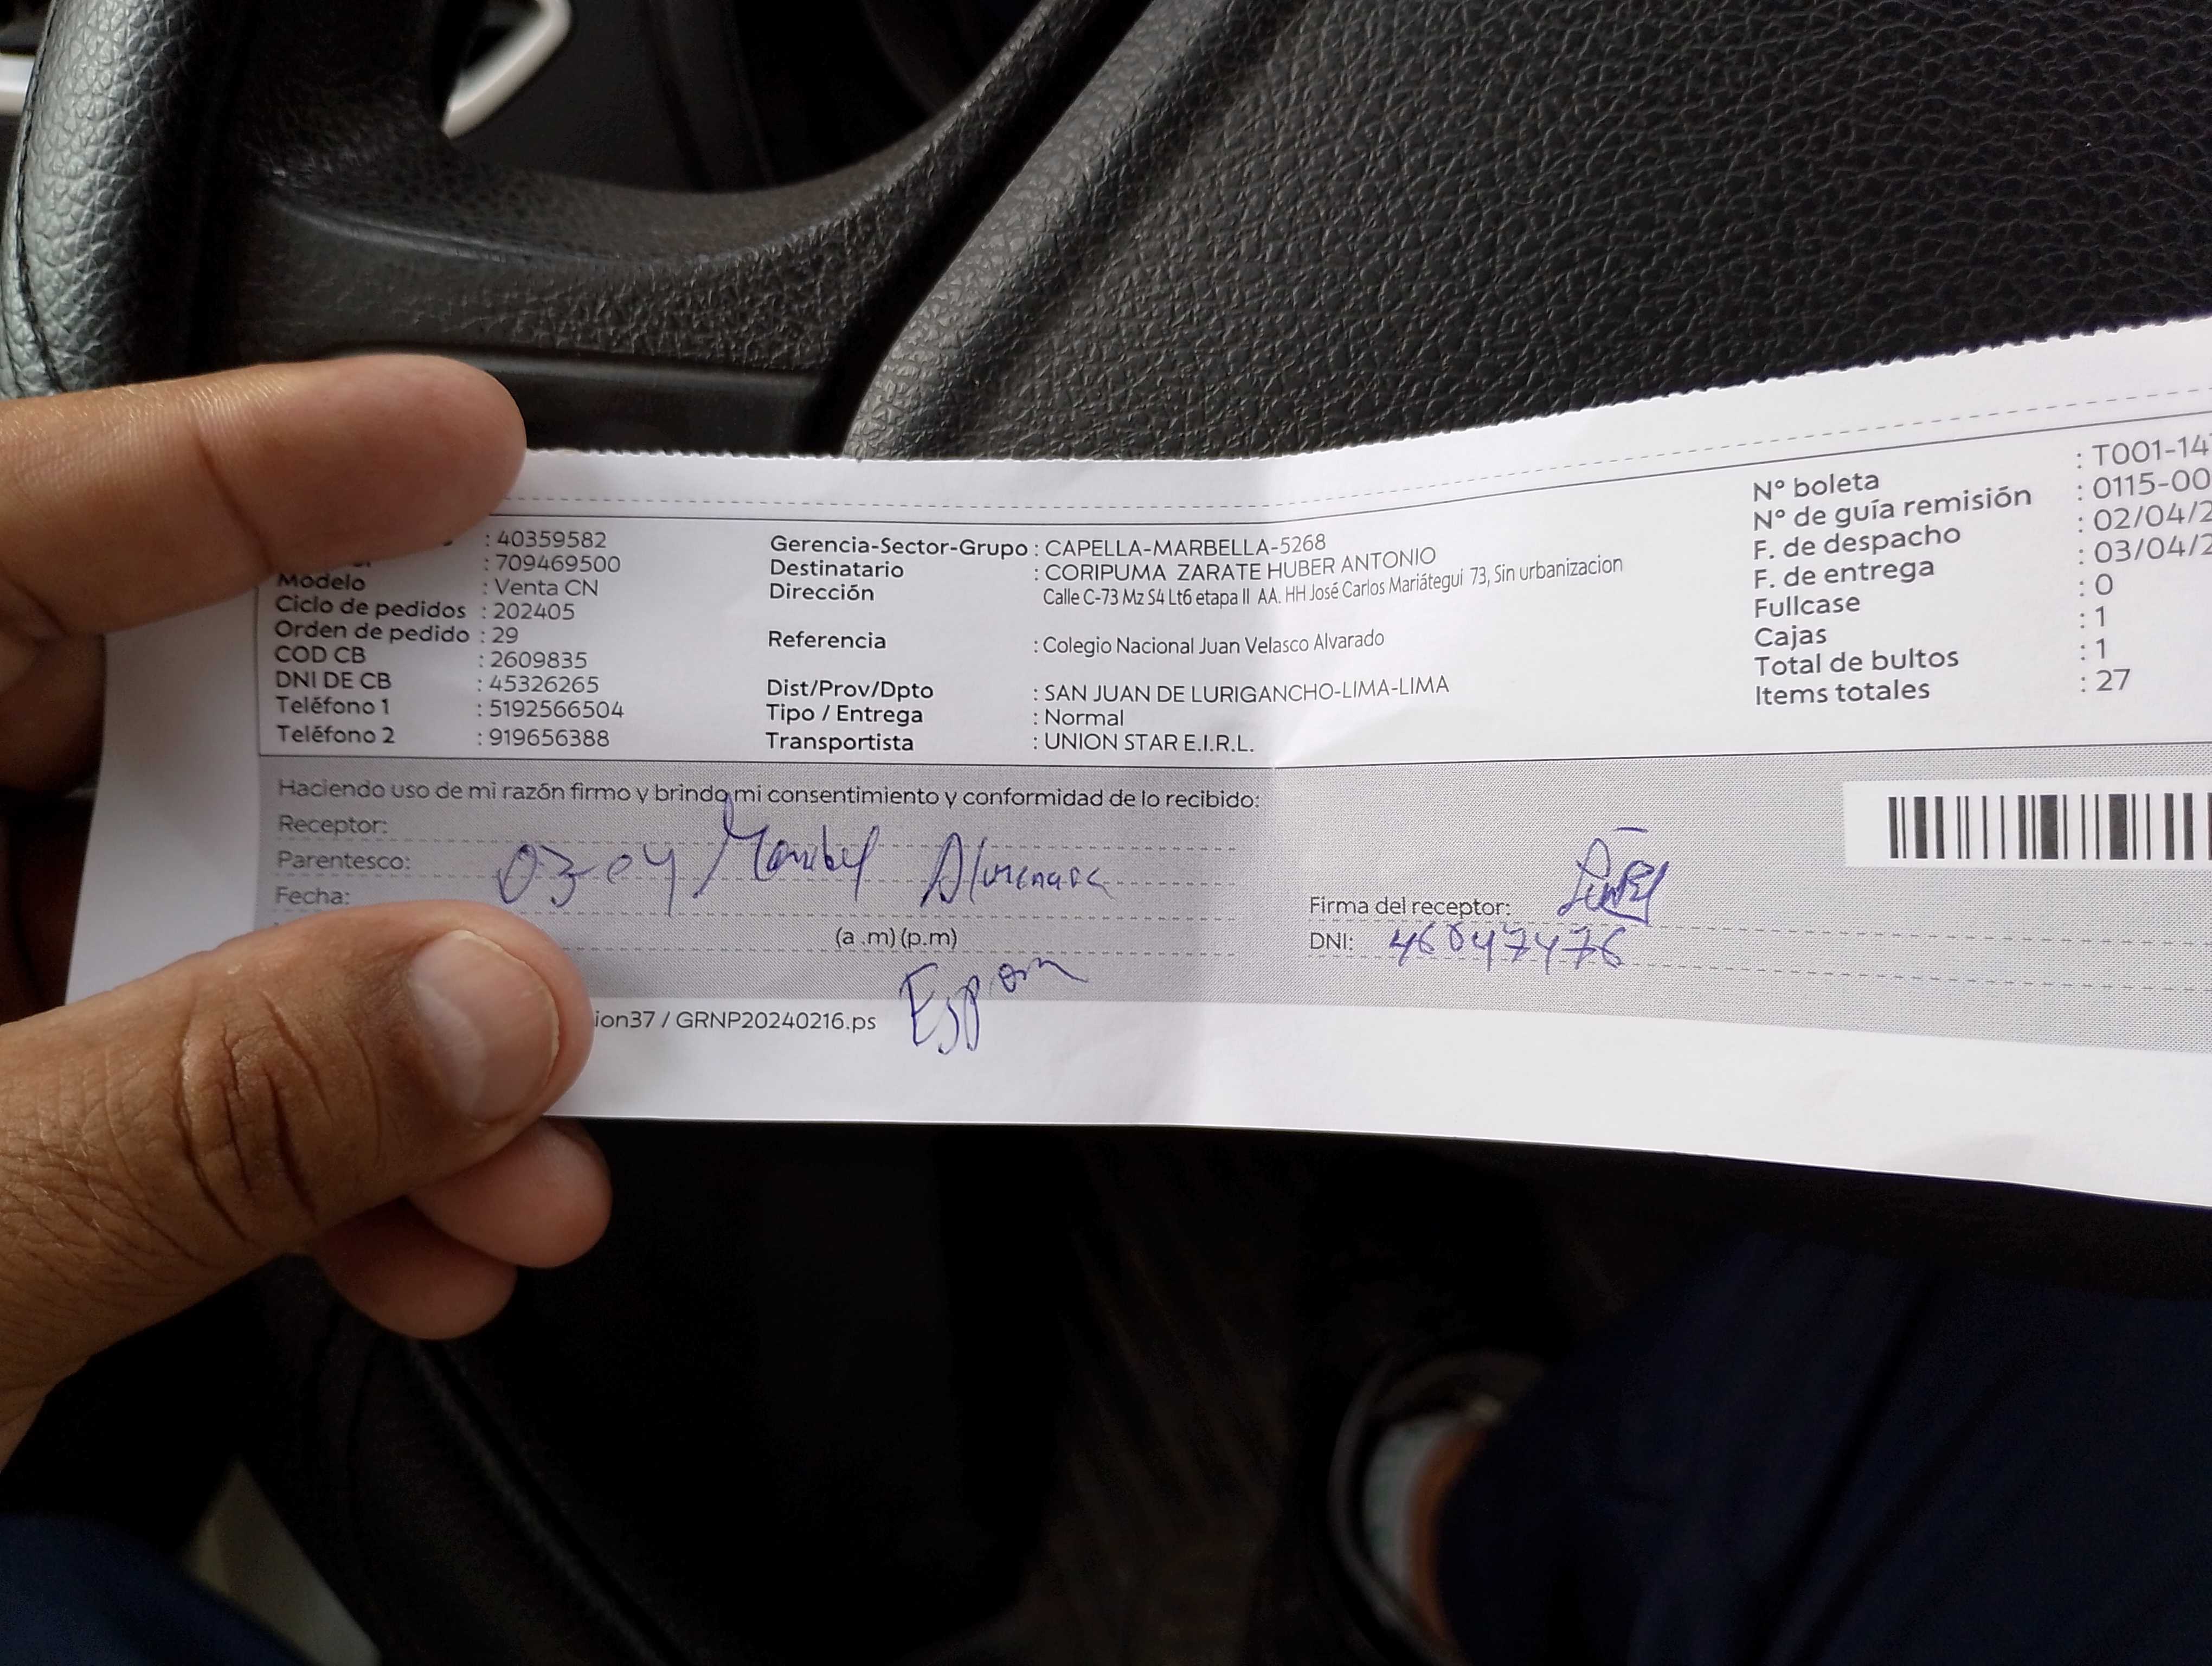 : 40359582
: 709469500
Modelo : Venta CN
Ciclo de pedidos : 202405
Orden de pedido : 29
COD CB : 2609835
DNI DE CB : 45326265
Teléfono 1 : 5192566504
Teléfono 2 : 919656388
Gerencia-Sector-Grupo : CAPELLA-MARBELLA-5268
Destinatario : CORIPUMA ZARATE HUBER ANTONIO
Dirección : Calle C-73 Mz S4 Lt6 etapa II AA. HH José Carlos Mariátegui 73, Sin urbanizacion
Referencia : Colegio Nacional Juan Velasco Alvarado
Dist/Prov/Dpto : SAN JUAN DE LURIGANCHO-LIMA-LIMA
Tipo / Entrega : Normal
Transportista : UNION STAR E.I.R.L.
N° boleta : T001-14
N° de guía remisión : 0115-00
F. de despacho : 02/04/2
F. de entrega : 03/04/2
Fullcase : 0
Cajas : 1
Total de bultos : 1
Items totales : 27
Haciendo uso de mi razón firmo y brindo mi consentimiento y conformidad de lo recibido:
Receptor:
Parentesco:
03-04 Maribel Almenara
Fecha:
(a .m) (p.m)
Firma del receptor:
DNI: 46047476
ion37 / GRNP20240216.ps